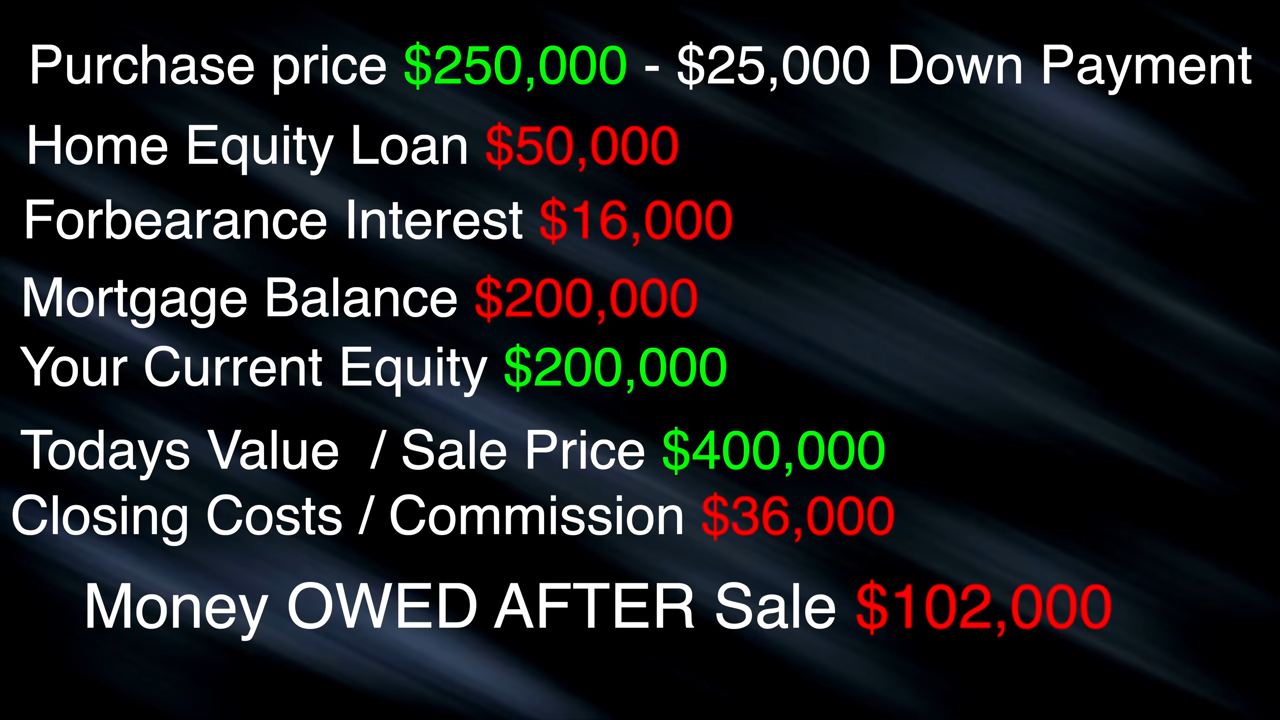 Purchase price $250,000 - $25,000 Down Payment
Home Equity Loan $50,000
Forbearance Interest $16,000
Mortgage Balance $200,000
Your Current Equity $200,000
Todays Value / Sale Price $400,000
Closing Costs / Commission $36,000
Money OWED AFTER Sale $102,000